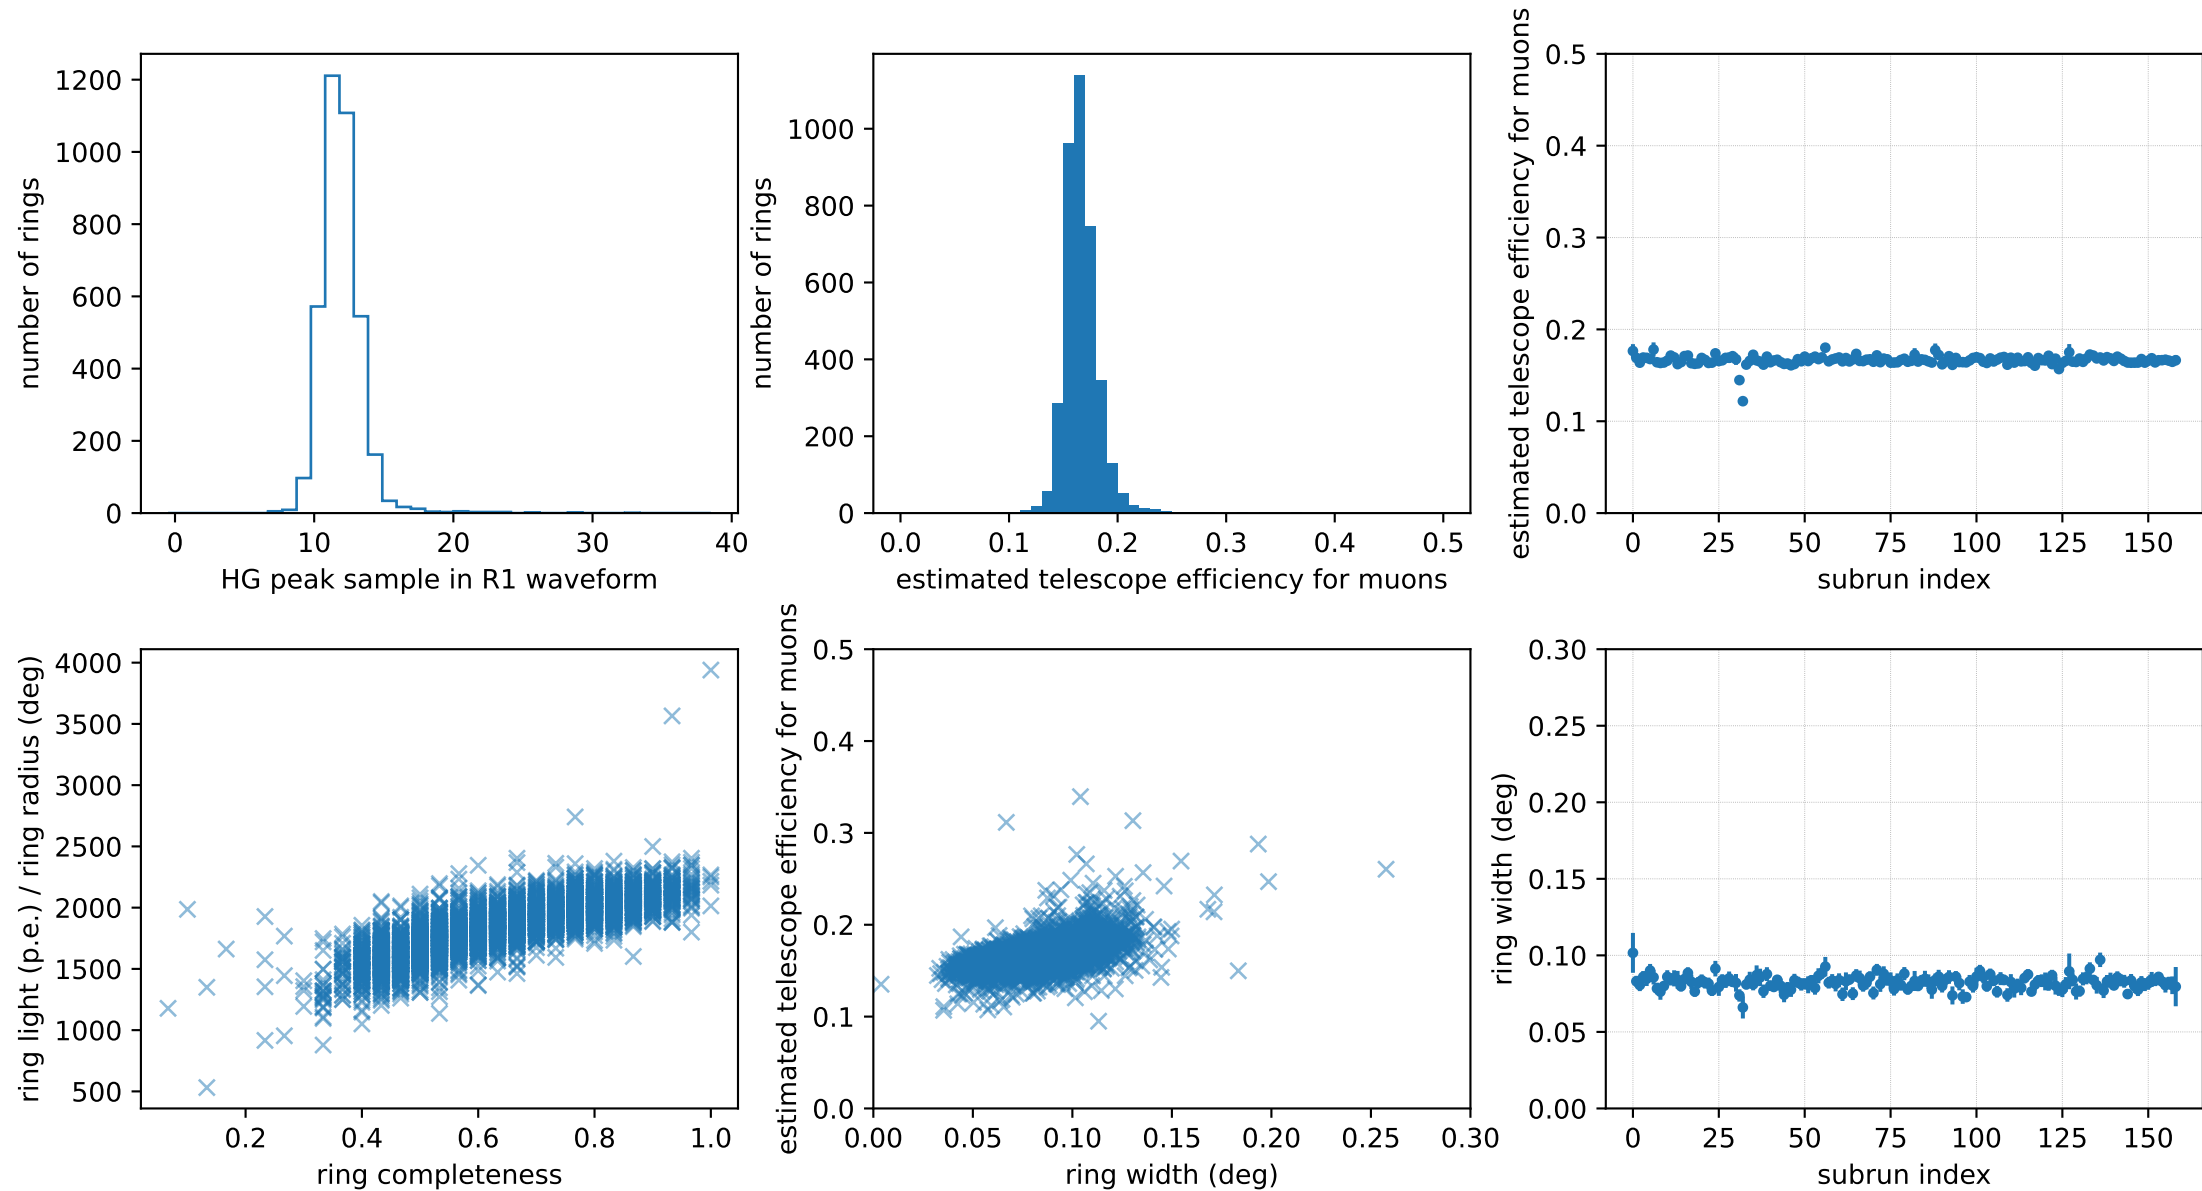 number of rings
1200
1000
800
600
400
200
0
0 10 20 30 40
HG peak sample in R1 waveform
number of rings
1000
800
600
400
200
0
0.0 0.1 0.2 0.3 0.4 0.5
estimated telescope efficiency for muons
estimated telescope efficiency for muons
0.5
0.4
0.3
0.2
0.1
0.0
0 25 50 75 100 125 150
subrun index
ring light (p.e.) / ring radius (deg)
4000
3500
3000
2500
2000
1500
1000
500
0.2 0.4 0.6 0.8 1.0
ring completeness
estimated telescope efficiency for muons
0.5
0.4
0.3
0.2
0.1
0.0
0.00 0.05 0.10 0.15 0.20 0.25 0.30
ring width (deg)
ring width (deg)
0.30
0.25
0.20
0.15
0.10
0.05
0.00
0 25 50 75 100 125 150
subrun index